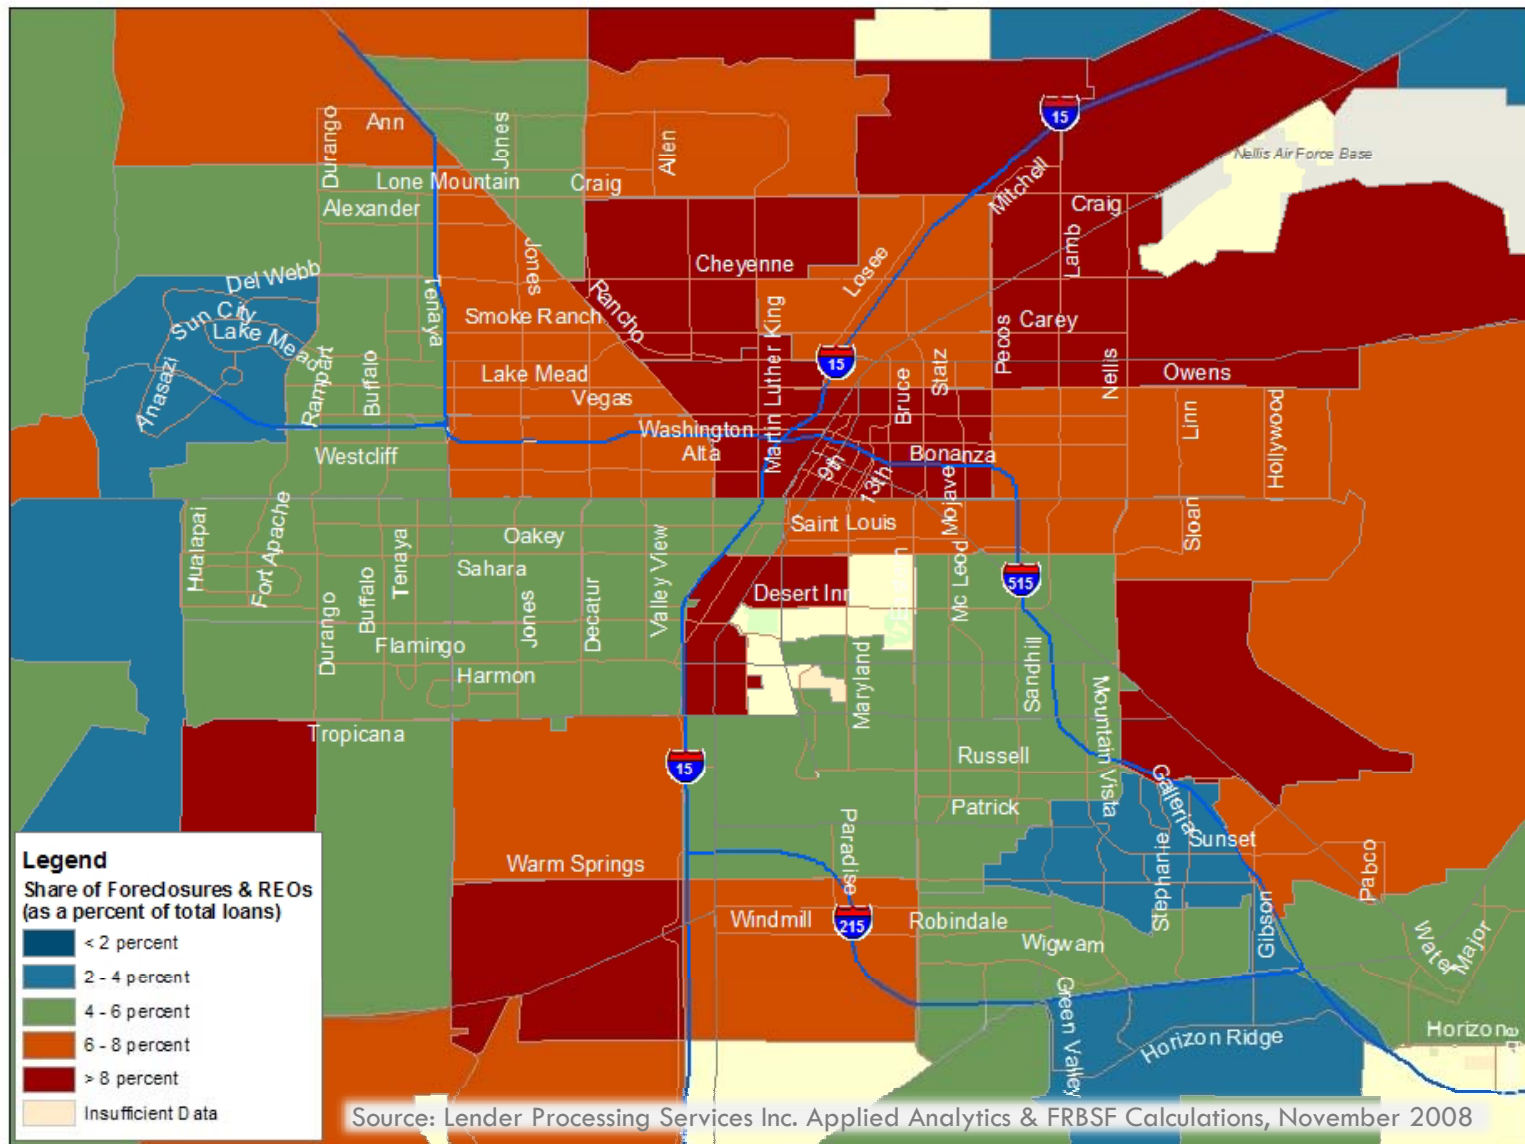 15
Nellis Air Force Base
Durango
Ann
Jones
Allen
Lone Mountain
Craig
Alexander
Mitchell
Craig
Lamb
Del Webb
Sun City
Lake Mead
Anasazi
Rampart
Buffalo
Tenaya
Jones
Rancho
Cheyenne
Losee
Smoke Ranch
Martin Luther King
15
Carey
Pecos
Nellis
Lake Mead
Vegas
Bruce
Statz
Owens
Linn
Hollywood
Washington
Alta
Westcliff
9th
13th
Bonanza
Mojave
Hualapai
Fort Apache
Oakey
Saint Louis
Sloan
Tenaya
Sahara
Valley View
Desert Inn
Eastern
Mc Leod
515
Durango
Buffalo
Jones
Decatur
Flamingo
Harmon
Maryland
Sandhill
Mountain Vista
Tropicana
15
Russell
Patrick
Galleria
Paradise
Sunset
Stephanie
Pabco
Warm Springs
Windmill
215
Robindale
Wigwam
Gibson
Water
Major
Green Valley
Horizon Ridge
Horizon
Legend
Share of Foreclosures & REOs
(as a percent of total loans)
< 2 percent
2 - 4 percent
4 - 6 percent
6 - 8 percent
> 8 percent
Insufficient Data
Source: Lender Processing Services Inc. Applied Analytics & FRBSF Calculations, November 2008